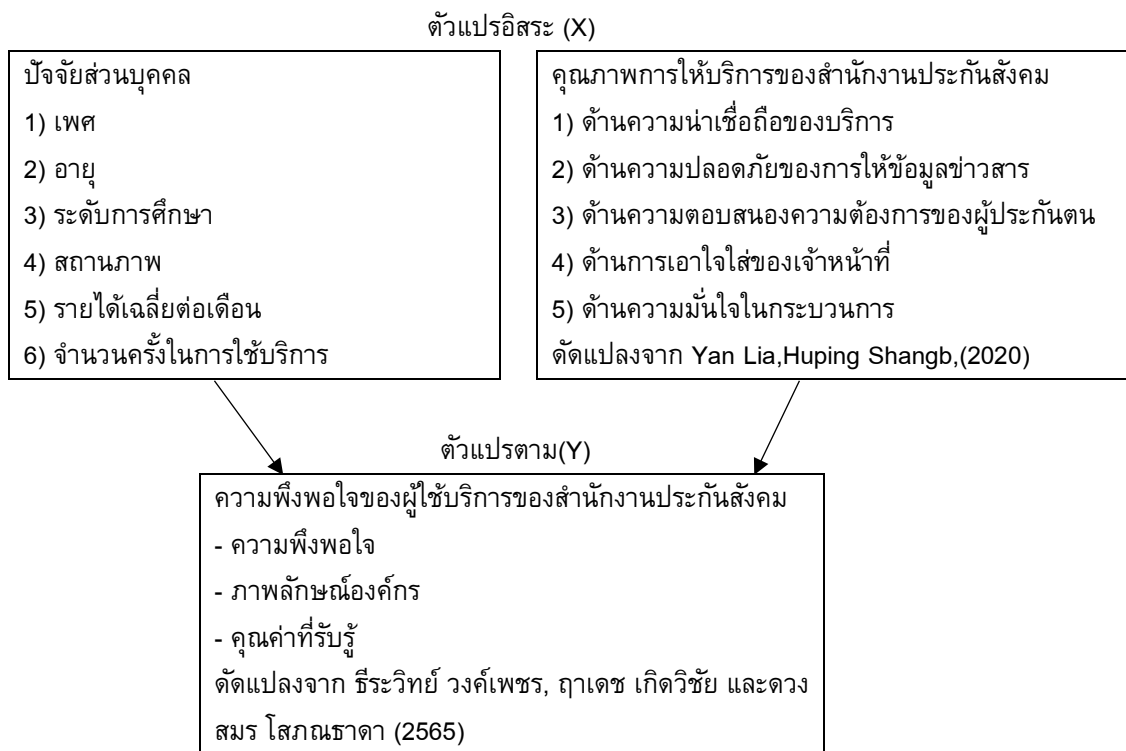 ตัวแปรอิสระ (X)
ปัจจัยส่วนบุคคล
1) เพศ
2) อายุ
3) ระดับการศึกษา
4) สถานภาพ
5) รายได้เฉลี่ยต่อเดือน
6) จำนวนครั้งในการใช้บริการ
คุณภาพการให้บริการของสำนักงานประกันสังคม
1) ด้านความน่าเชื่อถือของบริการ
2) ด้านความปลอดภัยของการให้ข้อมูลข่าวสาร
3) ด้านความตอบสนองความต้องการของผู้ประกันตน
4) ด้านการเอาใจใส่ของเจ้าหน้าที่
5) ด้านความมั่นใจในกระบวนการ
ดัดแปลงจาก Yan Lia,Huping Shangb,(2020)
ตัวแปรตาม(Y)
ความพึงพอใจของผู้ใช้บริการของสำนักงานประกันสังคม
- ความพึงพอใจ
- ภาพลักษณ์องค์กร
- คุณค่าที่รับรู้
ดัดแปลงจาก ธีระวิทย์ วงค์เพชร, ฤาเดช เกิดวิชัย และดวง
สมร โสภณธาดา (2565)